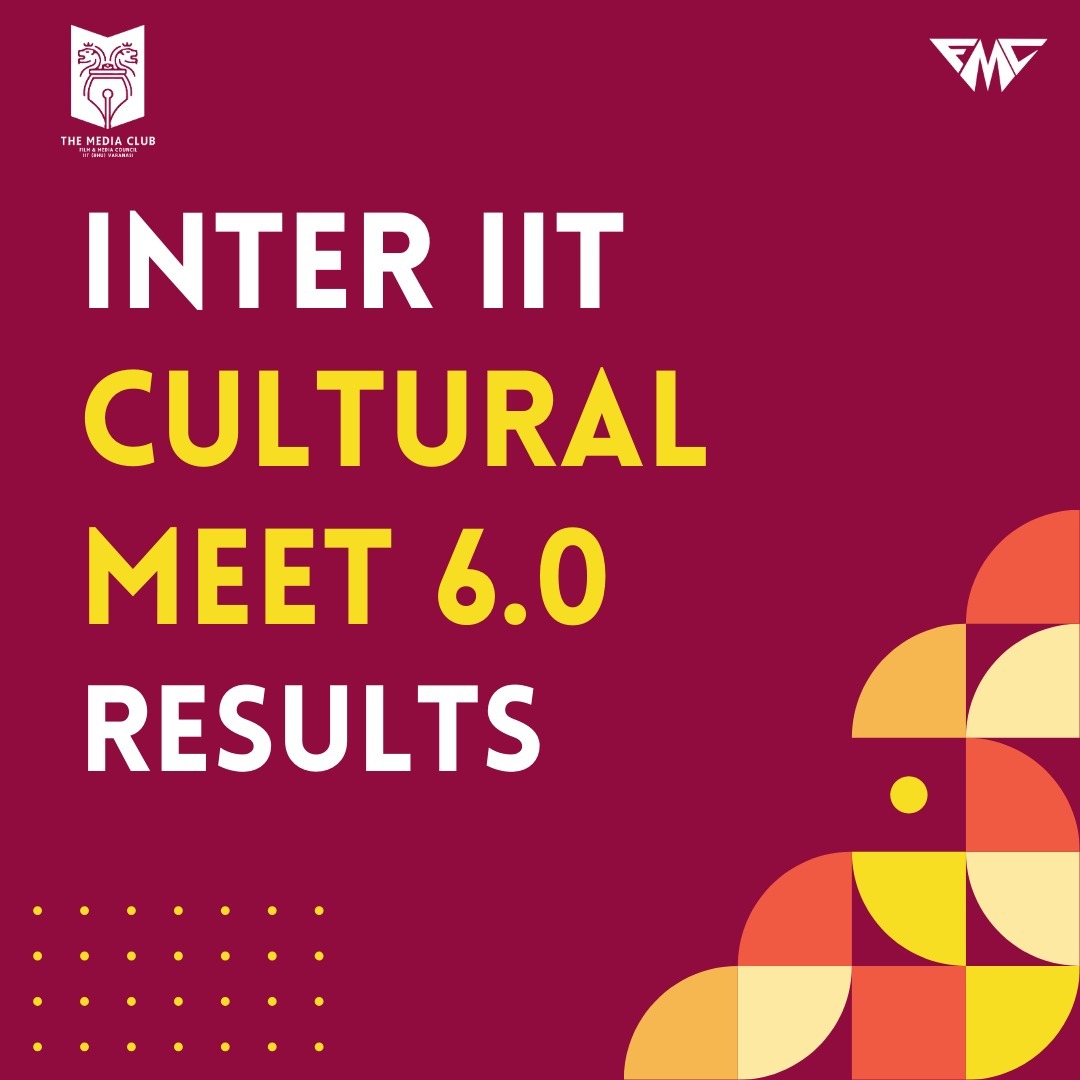 THE MEDIA CLUB
FILM & MEDIA COUNCIL
IIT (BHU) VARANASI
FMC
INTER IIT
CULTURAL
MEET 6.0
RESULTS